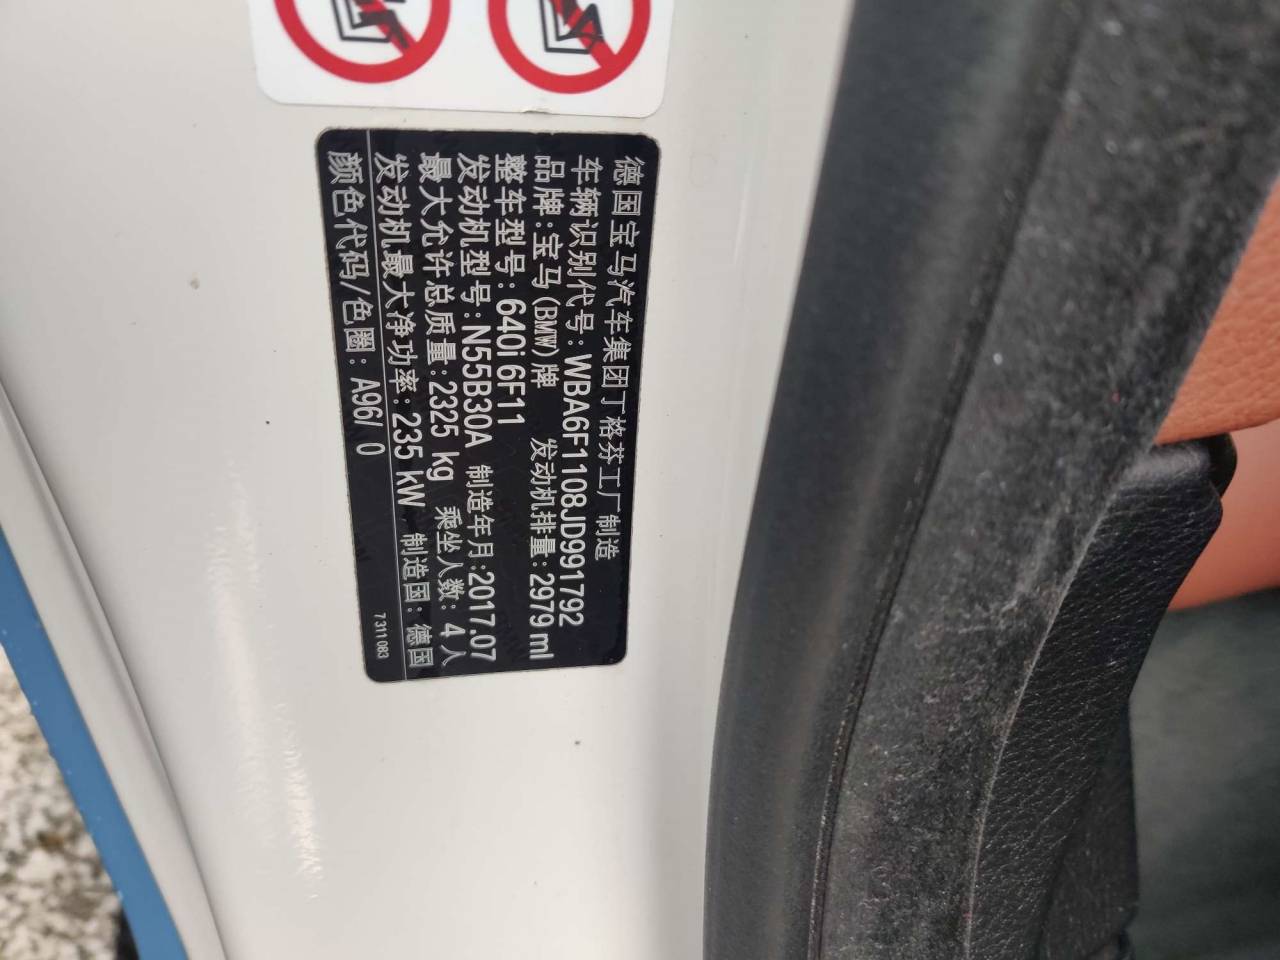 德国宝马汽车集团丁格芬工厂制造
车辆识别代号:WBA6F1108JD991792
品牌:宝马(BMW)牌 发动机排量:2979 ml
整车型号:640i 6F11
发动机型号:N55B30A 制造年月:2017.07
最大允许总质量:2325 kg 乘坐人数: 4 人
发动机最大净功率: 235 kW 制造国: 德国
颜色代码/色圈: A96/ 0
7311083